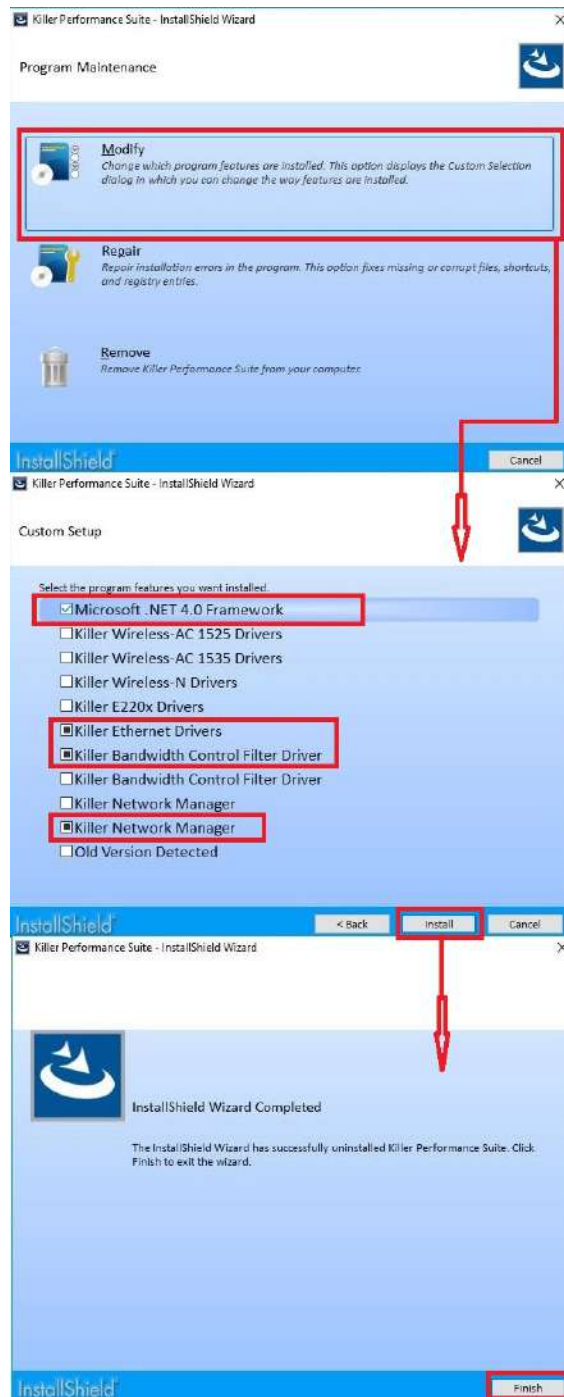 Killer Performance Suite - InstallShield Wizard
Program Maintenance
Modify
Change which program features are installed. This option displays the Custom Selection
dialog in which you can change the way features are installed.
Repair
Repair installation errors in the program. This option fixes missing or corrupt files, shortcuts,
and registry entries.
Remove
Remove Killer Performance Suite from your computer.
InstallShield
Cancel
Killer Performance Suite - InstallShield Wizard
Custom Setup
Select the program features you want installed.
Microsoft .NET 4.0 Framework
Killer Wireless-AC 1525 Drivers
Killer Wireless-AC 1535 Drivers
Killer Wireless-N Drivers
Killer E220x Drivers
Killer Ethernet Drivers
Killer Bandwidth Control Filter Driver
Killer Bandwidth Control Filter Driver
Killer Network Manager
Killer Network Manager
Old Version Detected
InstallShield
< Back Install Cancel
Killer Performance Suite - InstallShield Wizard
InstallShield Wizard Completed
The InstallShield Wizard has successfully uninstalled Killer Performance Suite. Click
Finish to exit the wizard.
InstallShield
Finish